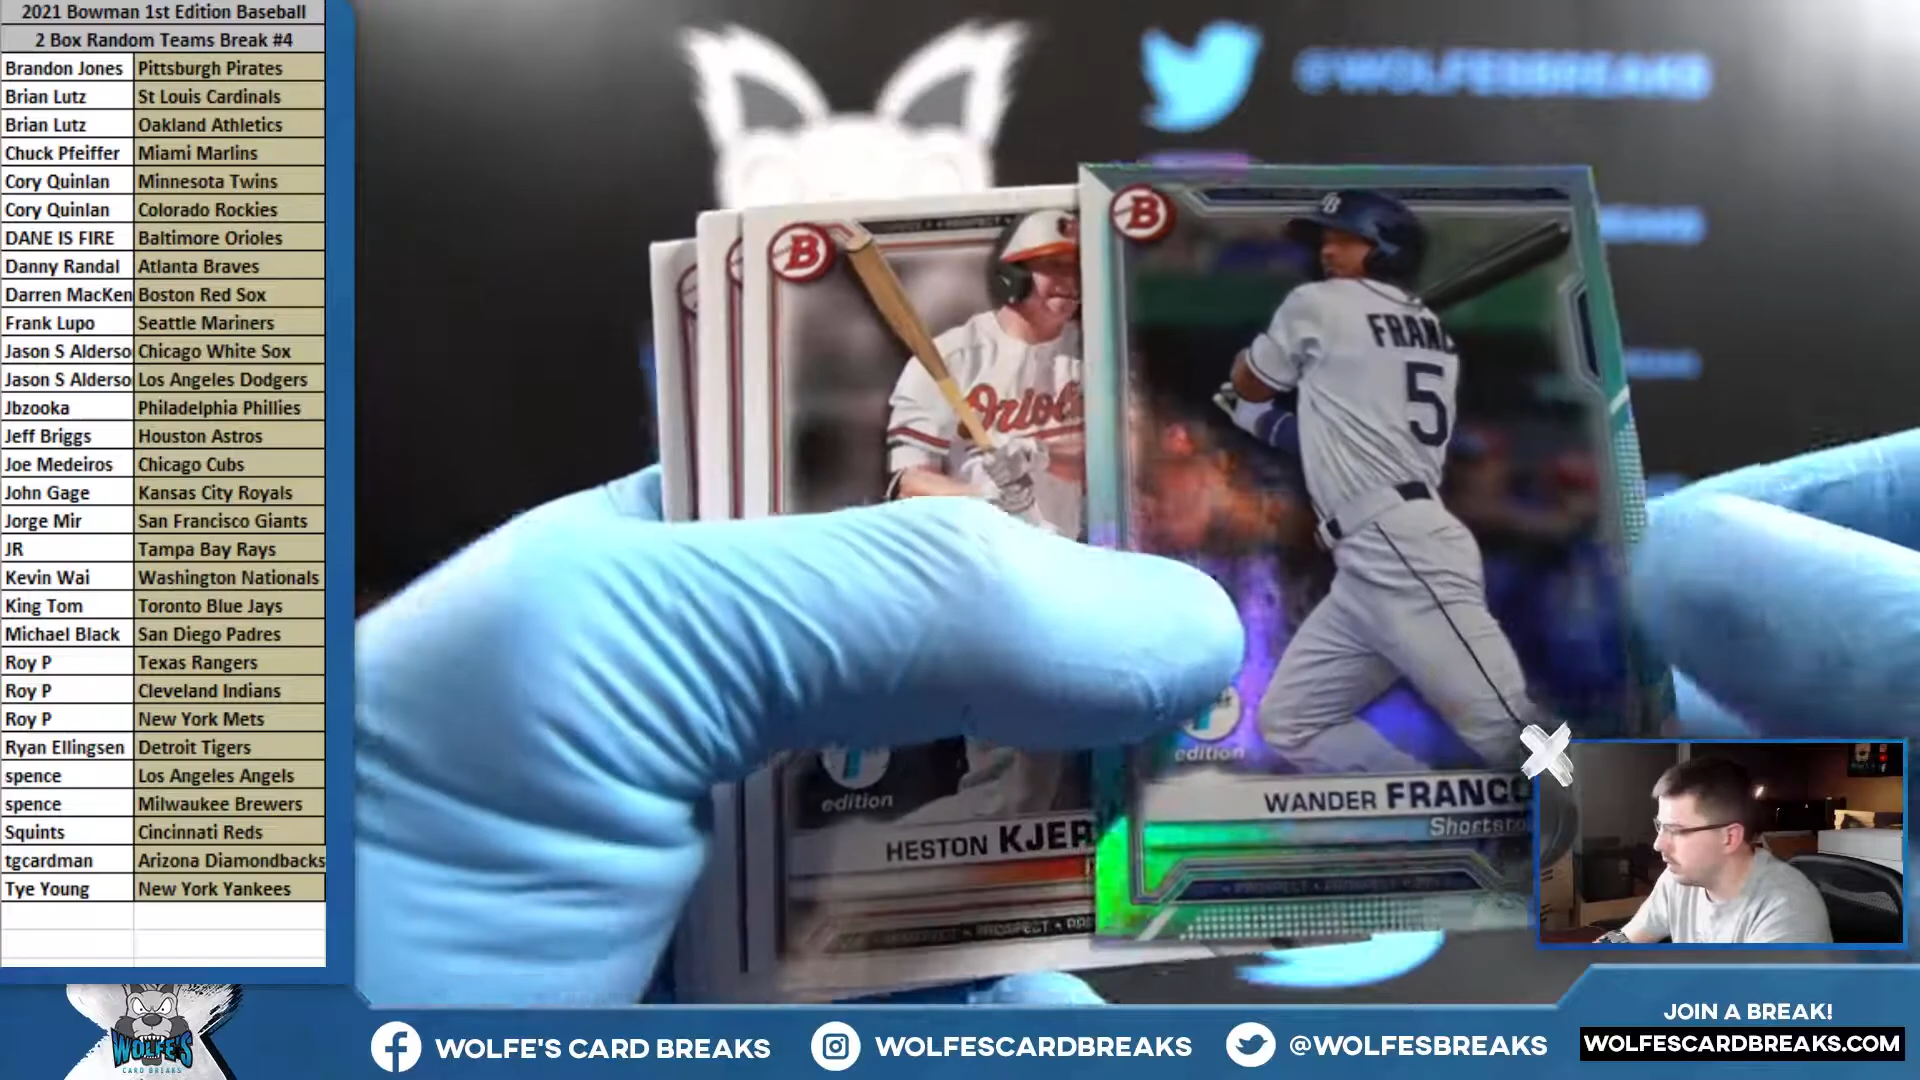 2021 Bowman 1st Edition Baseball
2 Box Random Teams Break #4
Brandon Jones Pittsburgh Pirates
Brian Lutz St Louis Cardinals
Brian Lutz Oakland Athletics
Chuck Pfeiffer Miami Marlins
Cory Quinlan Minnesota Twins
Cory Quinlan Colorado Rockies
DANE IS FIRE Baltimore Orioles
Danny Randal Atlanta Braves
Darren MacKen Boston Red Sox
Frank Lupo Seattle Mariners
Jason S Alderso Chicago White Sox
Jason S Alderso Los Angeles Dodgers
Jbzooka Philadelphia Phillies
Jeff Briggs Houston Astros
Joe Medeiros Chicago Cubs
John Gage Kansas City Royals
Jorge Mir San Francisco Giants
JR Tampa Bay Rays
Kevin Wai Washington Nationals
King Tom Toronto Blue Jays
Michael Black San Diego Padres
Roy P Texas Rangers
Roy P Cleveland Indians
Roy P New York Mets
Ryan Ellingsen Detroit Tigers
spence Los Angeles Angels
spence Milwaukee Brewers
Squints Cincinnati Reds
tgcardman Arizona Diamondbacks
Tye Young New York Yankees
@WOLFESBREAKS
B
B
B
FRANC
5
Oriol
edition
edition
HESTON KJER
WANDER FRANCO
Shortsto
PROSPECT • PROSPECT
PROSPECT • PROSPECT
WOLFE'S
CARD BREAKS
WOLFE'S CARD BREAKS
WOLFESCARDBREAKS
@WOLFESBREAKS
JOIN A BREAK!
WOLFESCARDBREAKS.COM